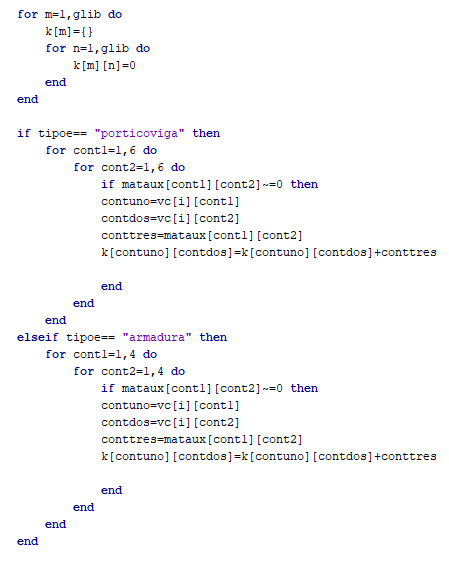 for m=1,glib do
    k[m]={}
    for n=1,glib do
        k[m][n]=0
    end
end

if tipoe== "porticoviga" then
    for cont1=1,6 do
        for cont2=1,6 do
            if mataux[cont1][cont2]~=0 then
            contuno=vc[i][cont1]
            contdos=vc[i][cont2]
            conttres=mataux[cont1][cont2]
            k[contuno][contdos]=k[contuno][contdos]+conttres

            end
        end
    end
elseif tipoe== "armadura" then
    for cont1=1,4 do
        for cont2=1,4 do
            if mataux[cont1][cont2]~=0 then
            contuno=vc[i][cont1]
            contdos=vc[i][cont2]
            conttres=mataux[cont1][cont2]
            k[contuno][contdos]=k[contuno][contdos]+conttres

            end
        end
    end
end